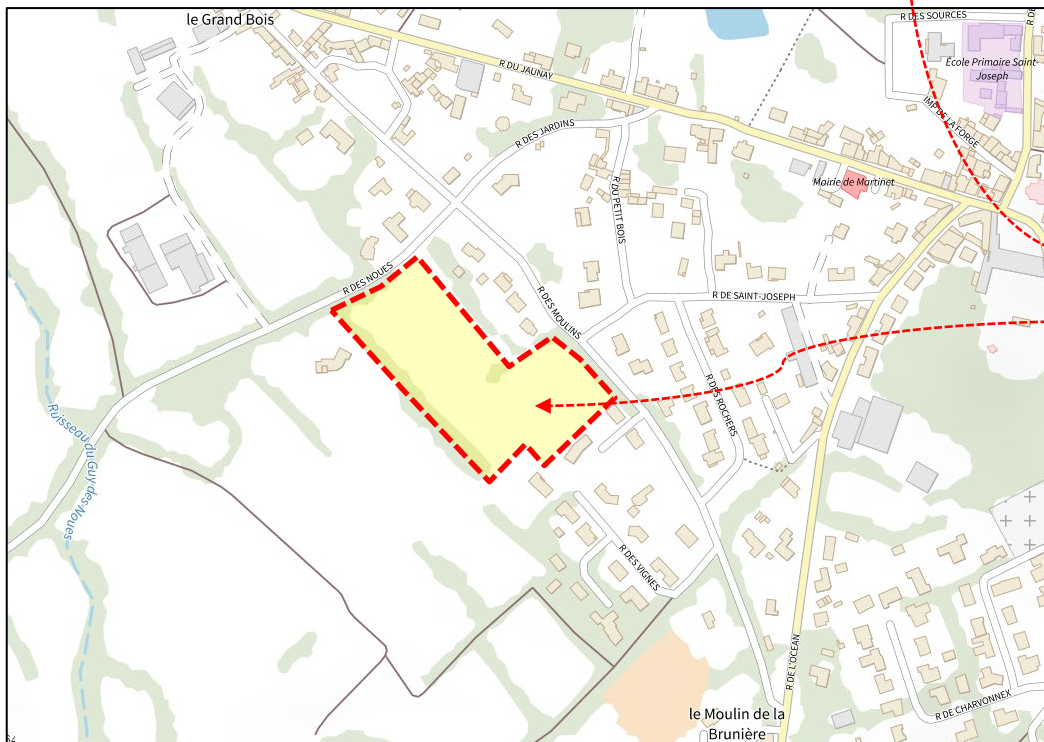 le Grand Bois
R DES SOURCES
R DE
École Primaire Saint-
Joseph
R DU JAUNAY
IMP DE LA FORGE
R DES JARDINS
R DU PETIT BOIS
Mairie de Martinet
R DES NOUES
R DES MOULINS
R DE SAINT-JOSEPH
R DES ROCHERS
Ruisseau du Guy des Noues
R DES VIGNES
R DE L'OCEAN
R DE CHARVONNEX
le Moulin de la
Brunière